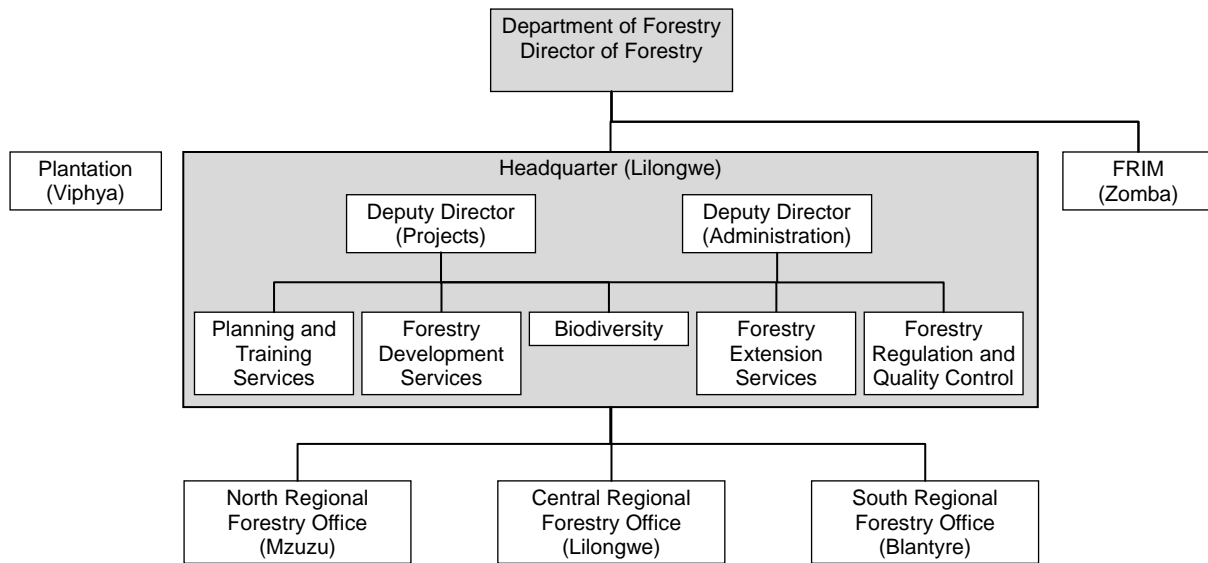 Department of Forestry
Director of Forestry
Plantation
(Viphya)
Headquarter (Lilongwe)
FRIM
(Zomba)
Deputy Director
(Projects)
Deputy Director
(Administration)
Planning and
Training
Services
Forestry
Development
Services
Biodiversity
Forestry
Extension
Services
Forestry
Regulation and
Quality Control
North Regional
Forestry Office
(Mzuzu)
Central Regional
Forestry Office
(Lilongwe)
South Regional
Forestry Office
(Blantyre)